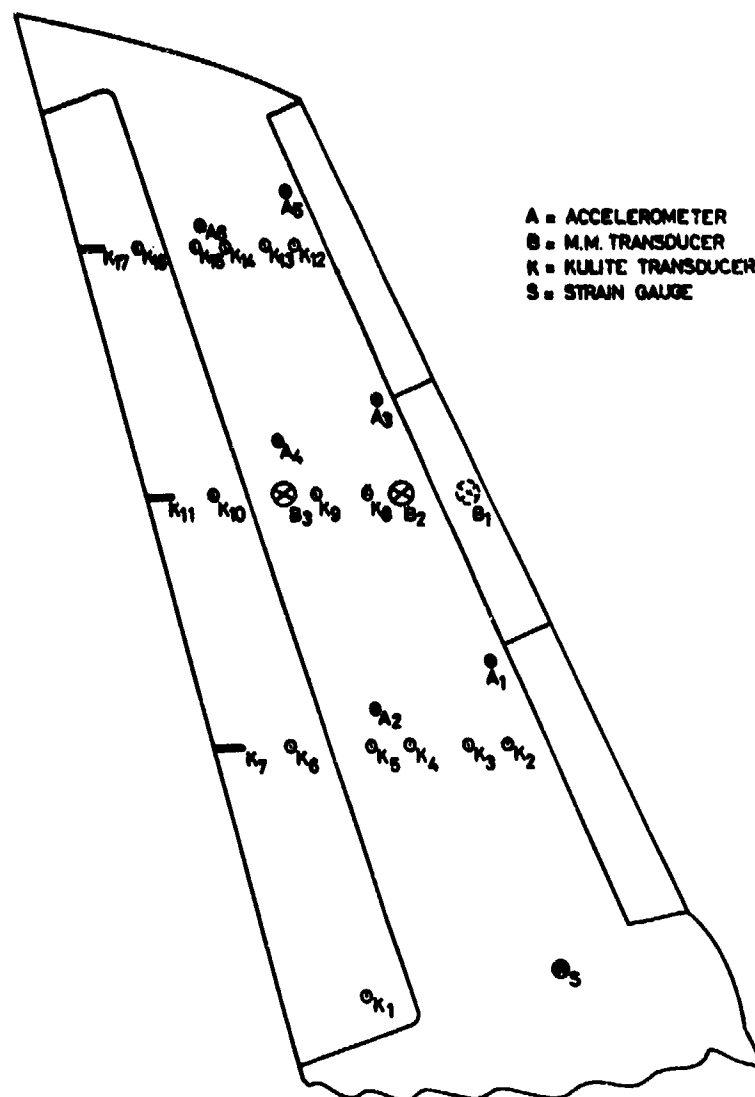 A5
A = ACCELEROMETER
B = M.M. TRANSDUCER
K = KULITE TRANSDUCER
S = STRAIN GAUGE
A6
K17 K16 K15 K14 K13 K12
A3
A4
K11 K10 B3 K9 K8 B2 B1
A1
A2
K7 K6 K5 K4 K3 K2
S
K1